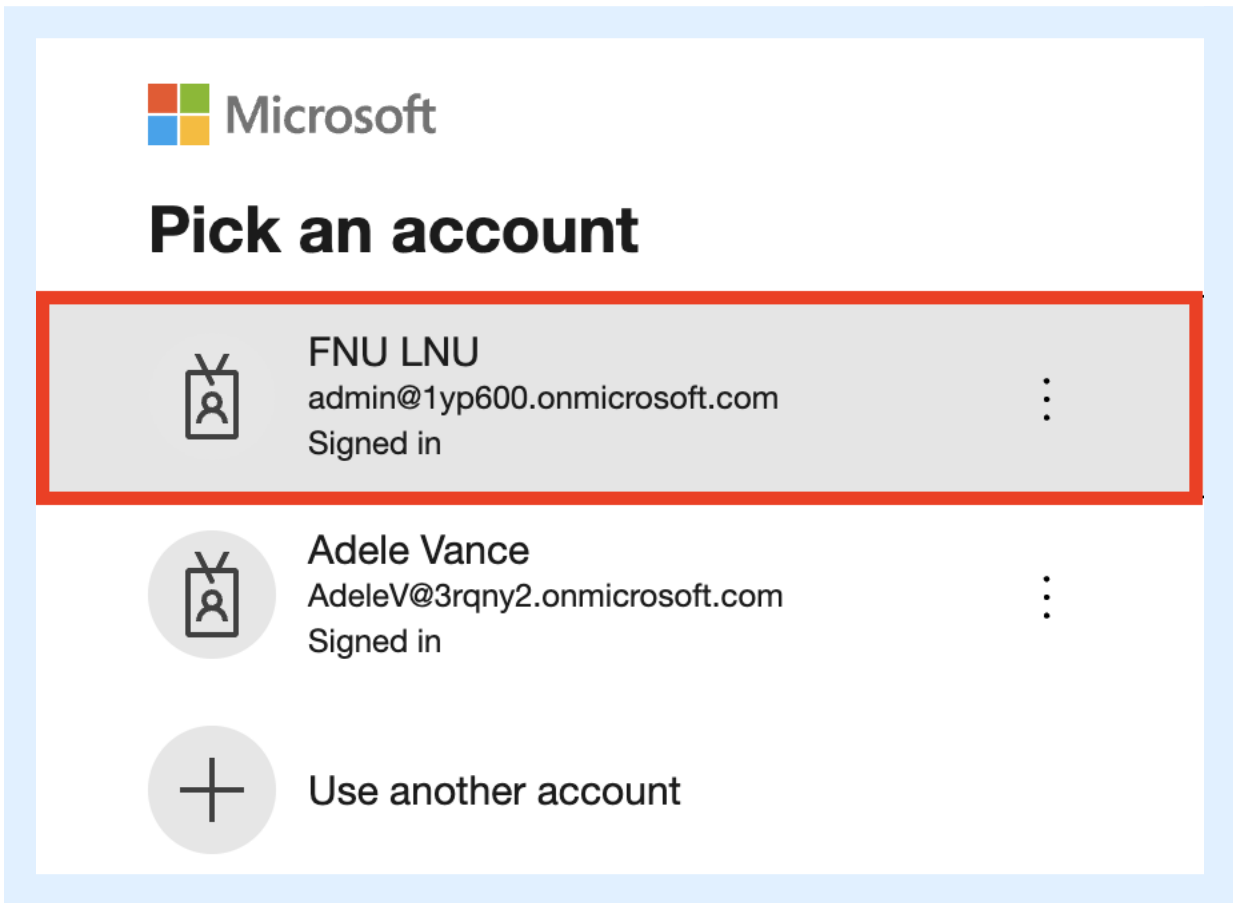 Microsoft
Pick an account
FNU LNU
admin@1yp600.onmicrosoft.com
Signed in
Adele Vance
AdeleV@3rqny2.onmicrosoft.com
Signed in
Use another account